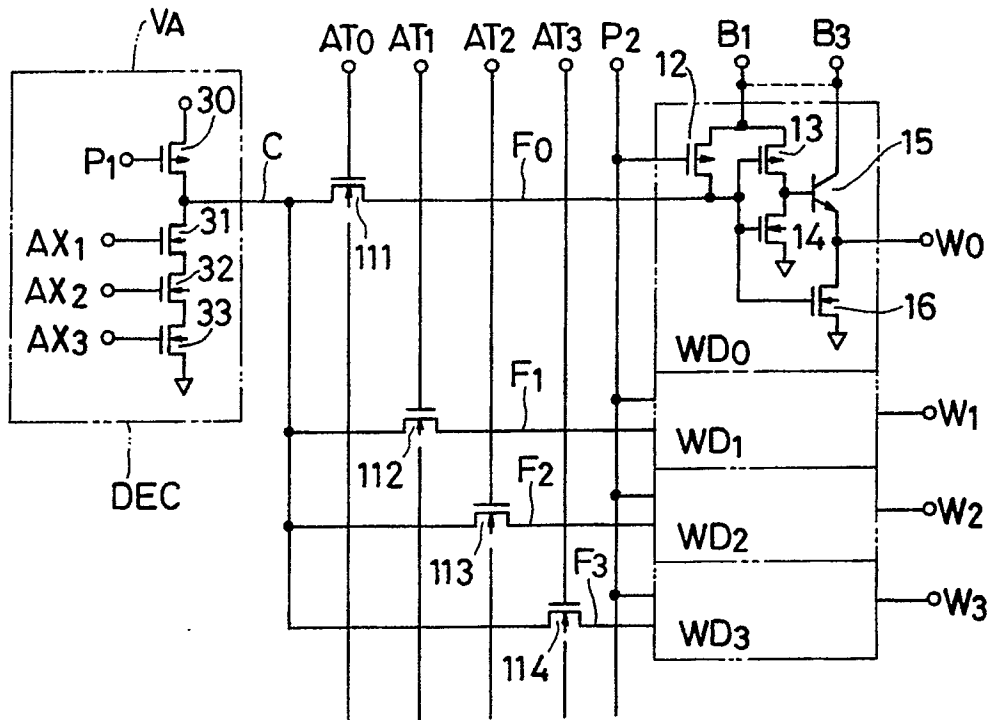 VA
AT0 AT1 AT2 AT3 P2 B1 B3
12
30
13
P1
C
F0
15
AX1
31
111
14
W0
AX2
32
16
AX3
33
WD0
F1
W1
112
WD1
DEC
F2
W2
113
WD2
F3
W3
114
WD3